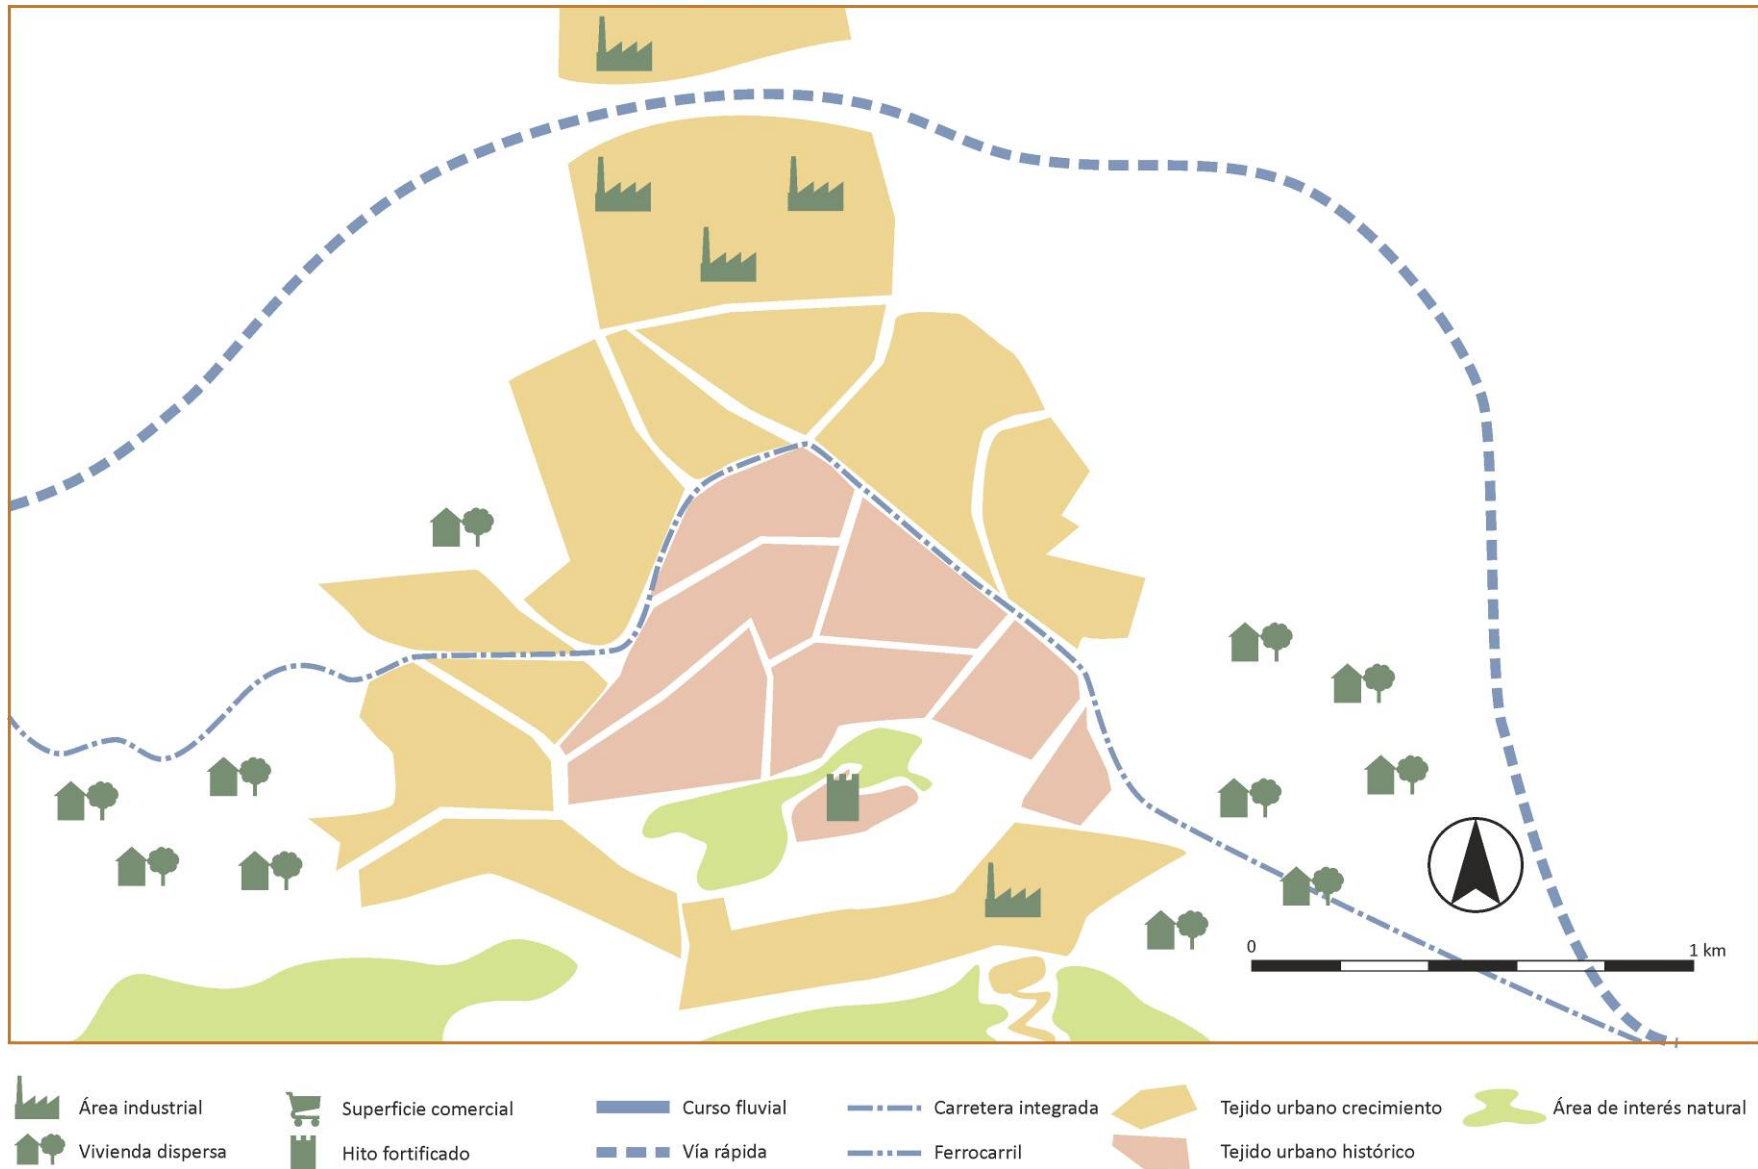 0
1 km
Área industrial
Superficie comercial
Curso fluvial
Carretera integrada
Tejido urbano crecimiento
Área de interés natural
Vivienda dispersa
Hito fortificado
Vía rápida
Ferrocarril
Tejido urbano histórico